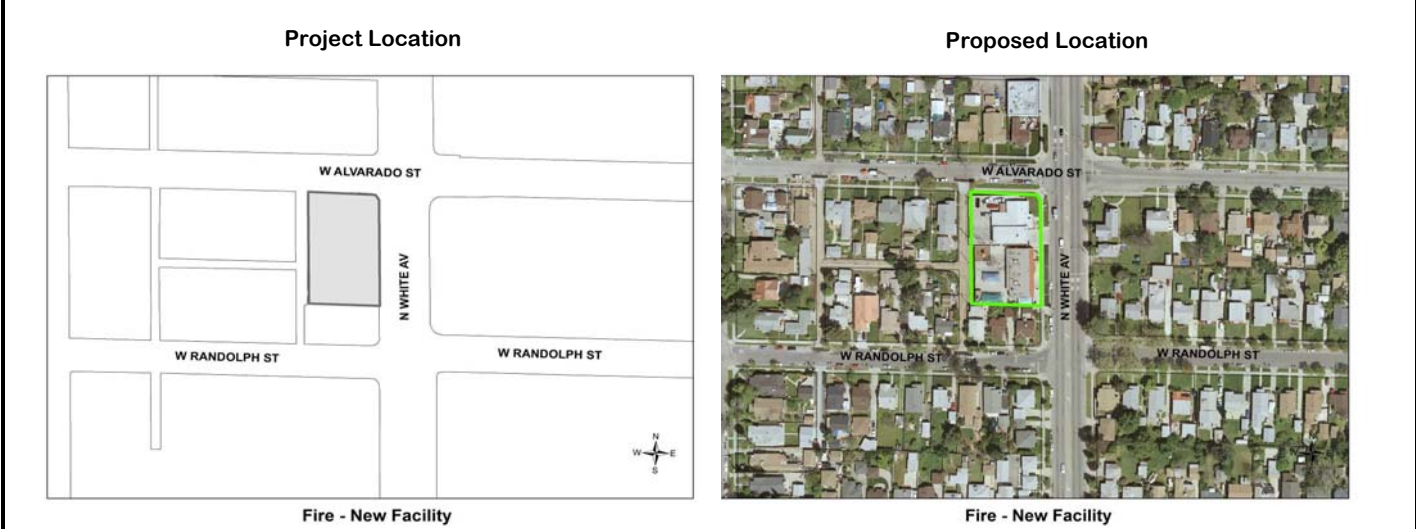 Project Location
Proposed Location
W ALVARADO ST
N WHITE AV
W RANDOLPH ST
W RANDOLPH ST
N
W E
S
Fire - New Facility
W ALVARADO ST
N WHITE AV
W RANDOLPH ST
W RANDOLPH ST
Fire - New Facility